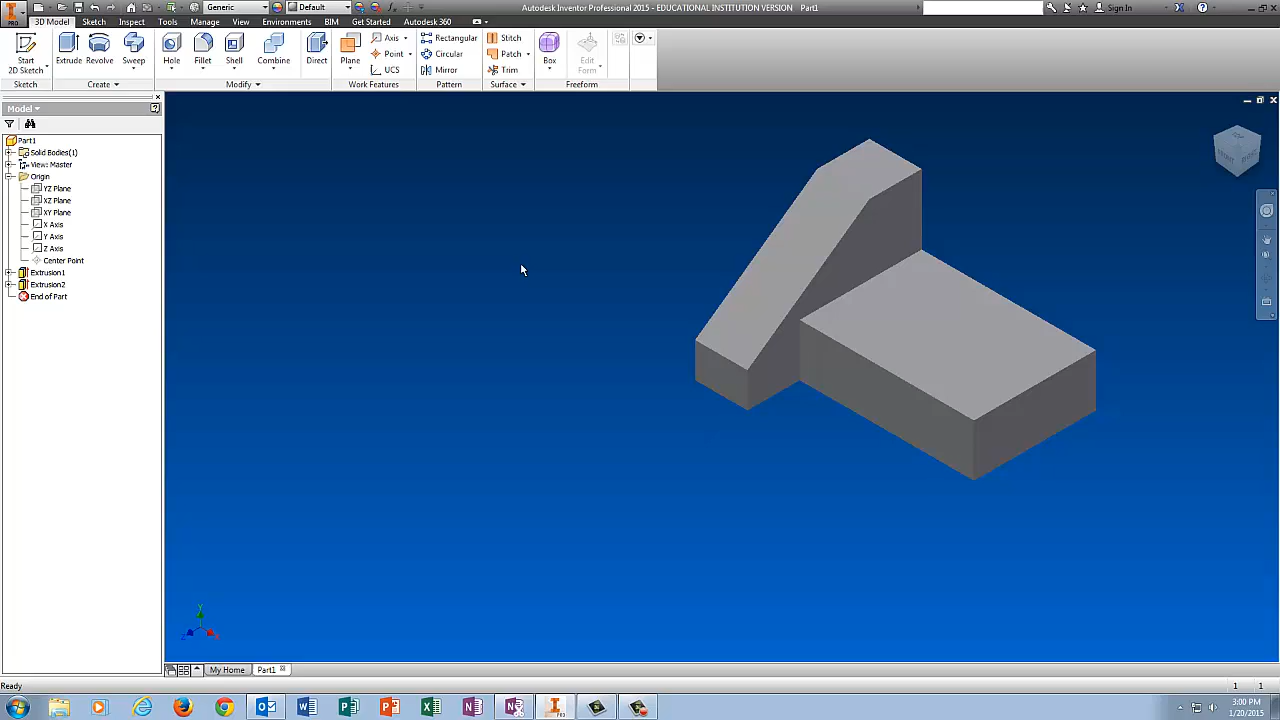 Generic
Default
Autodesk Inventor Professional 2015 - EDUCATIONAL INSTITUTION VERSION Part1
Sign In
PRO
3D Model Sketch Inspect Tools Manage View Environments BIM Get Started Autodesk 360
Start
2D Sketch
Extrude Revolve Sweep
Hole Fillet Shell Combine
Direct
Plane
Axis
Point
UCS
Rectangular
Circular
Mirror
Stitch
Patch
Trim
Box
Edit
Form
Sketch Create Modify Work Features Pattern Surface Freeform
Model
Part1
Solid Bodies(1)
View: Master
Origin
YZ Plane
XZ Plane
XY Plane
X Axis
Y Axis
Z Axis
Center Point
Extrusion1
Extrusion2
End of Part
FRONT
Y
Z X
My Home Part1
Ready
1 1
3:00 PM
1/20/2015